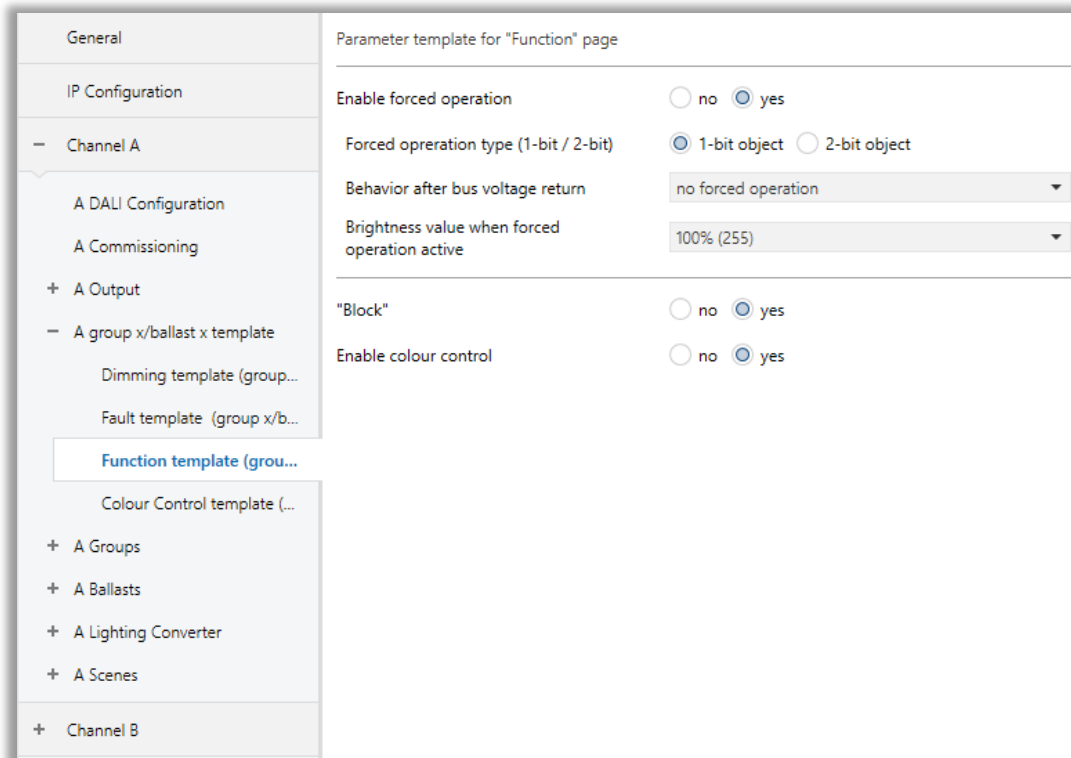 General
IP Configuration
Channel A
A DALI Configuration
A Commissioning
A Output
A group x/ballast x template
Dimming template (group...
Fault template (group x/b...
Function template (grou...
Colour Control template (...
A Groups
A Ballasts
A Lighting Converter
A Scenes
Channel B
Parameter template for "Function" page
Enable forced operation no yes
Forced opreration type (1-bit / 2-bit) 1-bit object 2-bit object
Behavior after bus voltage return no forced operation
Brightness value when forced
operation active 100% (255)
"Block" no yes
Enable colour control no yes